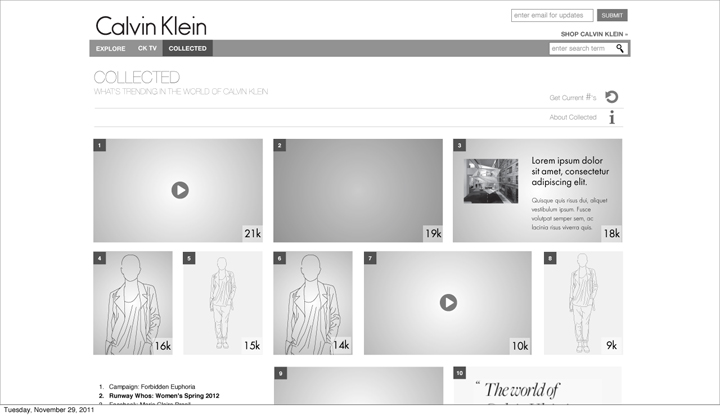 Calvin Klein
enter email for updates
SUBMIT
SHOP CALVIN KLEIN »
EXPLORE
CK TV
COLLECTED
enter search term
COLLECTED
WHAT'S TRENDING IN THE WORLD OF CALVIN KLEIN
Get Current #'s
About Collected
1
21k
2
19k
3
Lorem ipsum dolor
sit amet, consectetur
adipiscing elit.
Quisque quis risus dui, aliquet
vestibulum ipsum. Fusce
volutpat semper sem, ac
lacinia risus viverra quis.
18k
4
16k
5
15k
6
14k
7
10k
8
9k
1. Campaign: Forbidden Euphoria
2. Runway Whos: Women's Spring 2012
9
10
“ The world of
Tuesday, November 29, 2011